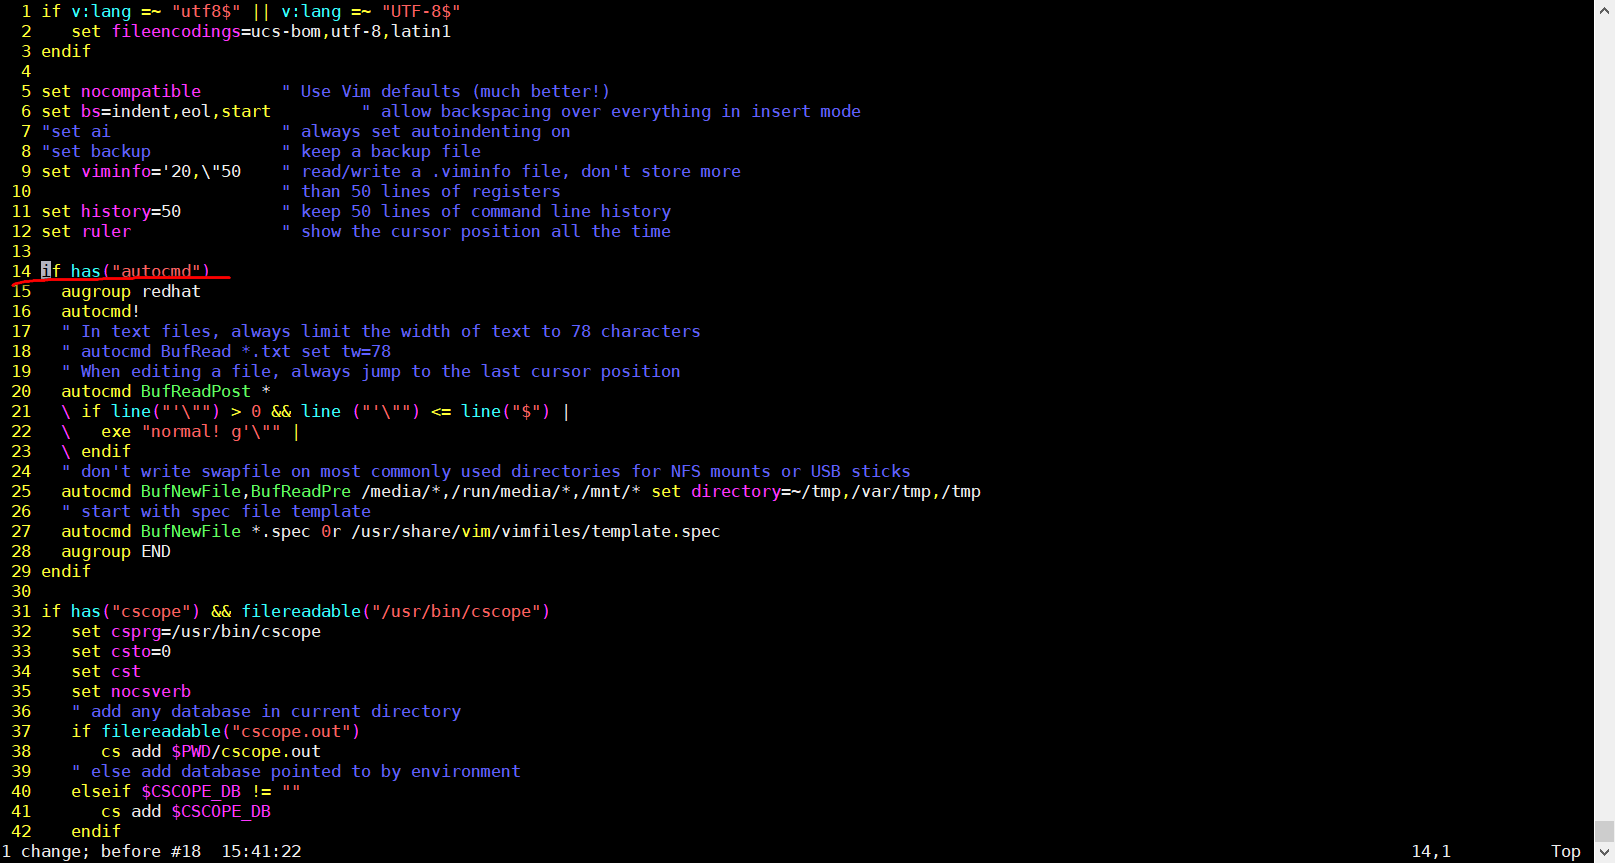 1 if v:lang =~ "utf8$" || v:lang =~ "UTF-8$"
2    set fileencodings=ucs-bom,utf-8,latin1
3 endif
4
5 set nocompatible        " Use Vim defaults (much better!)
6 set bs=indent,eol,start         " allow backspacing over everything in insert mode
7 "set ai                 " always set autoindenting on
8 "set backup             " keep a backup file
9 set viminfo='20,\"50    " read/write a .viminfo file, don't store more
10                         " than 50 lines of registers
11 set history=50          " keep 50 lines of command line history
12 set ruler               " show the cursor position all the time
13
14 if has("autocmd")
15   augroup redhat
16   autocmd!
17   " In text files, always limit the width of text to 78 characters
18   " autocmd BufRead *.txt set tw=78
19   " When editing a file, always jump to the last cursor position
20   autocmd BufReadPost *
21   \ if line("'\"") > 0 && line ("'\"") <= line("$") |
22   \   exe "normal! g'\"" |
23   \ endif
24   " don't write swapfile on most commonly used directories for NFS mounts or USB sticks
25   autocmd BufNewFile,BufReadPre /media/*,/run/media/*,/mnt/* set directory=~/tmp,/var/tmp,/tmp
26   " start with spec file template
27   autocmd BufNewFile *.spec 0r /usr/share/vim/vimfiles/template.spec
28   augroup END
29 endif
30
31 if has("cscope") && filereadable("/usr/bin/cscope")
32    set csprg=/usr/bin/cscope
33    set csto=0
34    set cst
35    set nocsverb
36    " add any database in current directory
37    if filereadable("cscope.out")
38       cs add $PWD/cscope.out
39    " else add database pointed to by environment
40    elseif $CSCOPE_DB != ""
41       cs add $CSCOPE_DB
42    endif
1 change; before #18  15:41:22 14,1 Top